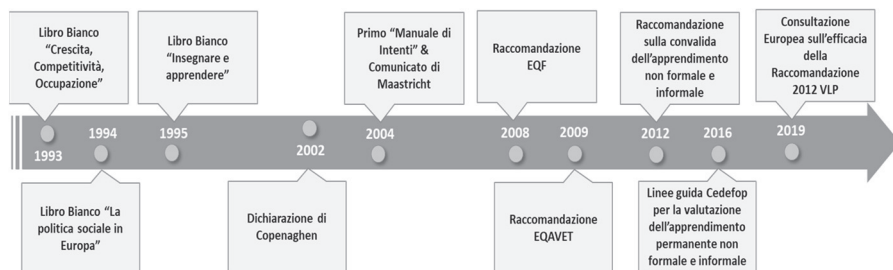 Libro Bianco
“Crescita,
Competitività,
Occupazione”
Libro Bianco
“Insegnare e
apprendere”
Primo “Manuale di
Intenti” &
Comunicato di
Maastricht
Raccomandazione
EQF
Raccomandazione
sulla convalida
dell’apprendimento
non formale e
informale
Consultazione
Europea sull’efficacia
della
Raccomandazione
2012 VLP
1993
1994
1995
2002
2004
2008
2009
2012
2016
2019
Libro Bianco “La
politica sociale in
Europa”
Dichiarazione di
Copenaghen
Raccomandazione
EQAVET
Linee guida Cedefop
per la valutazione
dell’apprendimento
permanente non
formale e informale